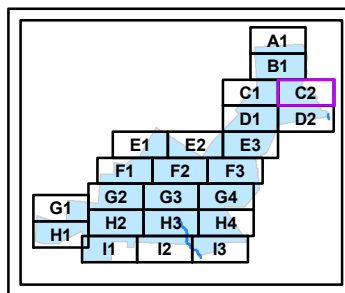 A1
B1
C1 C2
D1 D2
E1 E2 E3
F1 F2 F3
G1 G2 G3 G4
H1 H2 H3 H4
I1 I2 I3